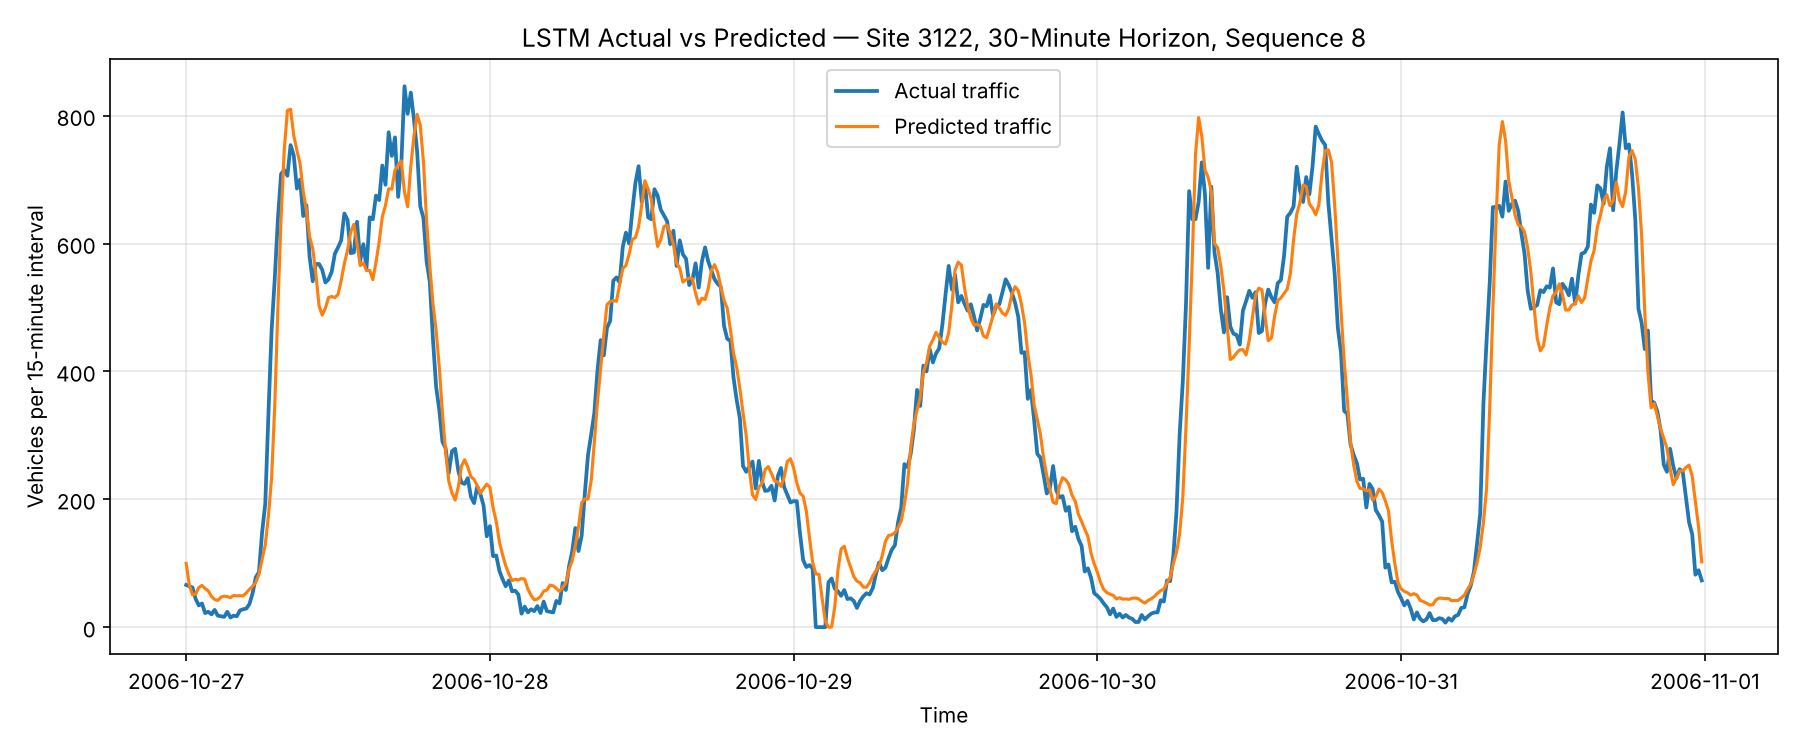 LSTM Actual vs Predicted — Site 3122, 30-Minute Horizon, Sequence 8
Actual traffic
Predicted traffic
Vehicles per 15-minute interval
800
600
400
200
0
2006-10-27 2006-10-28 2006-10-29 2006-10-30 2006-10-31 2006-11-01
Time